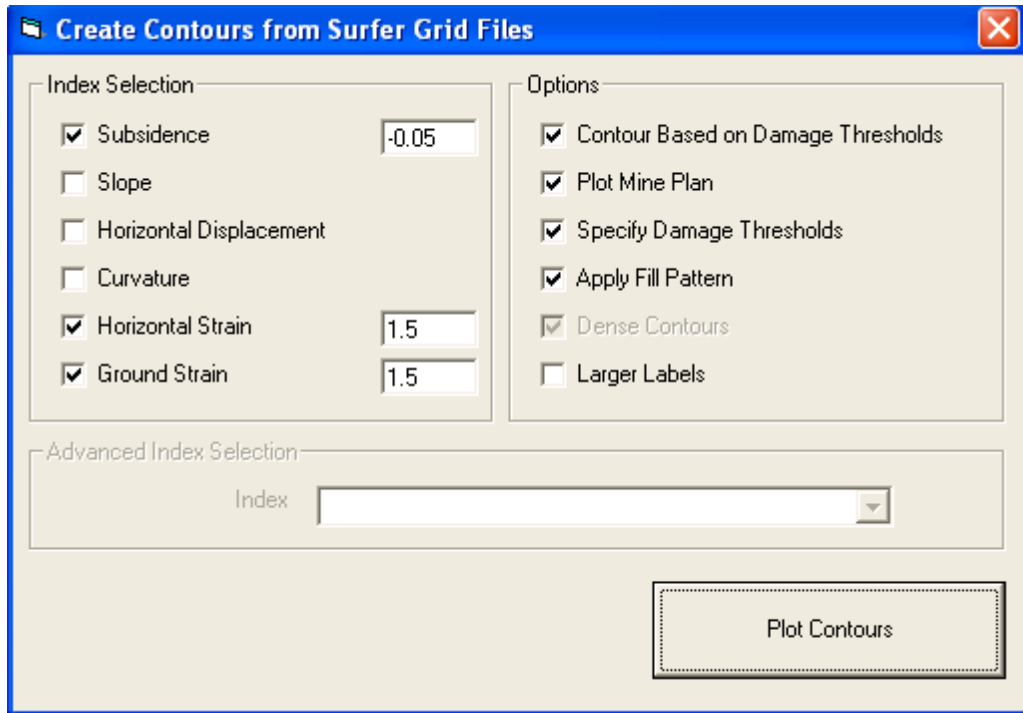 Create Contours from Surfer Grid Files
Index Selection
Subsidence -0.05
Slope
Horizontal Displacement
Curvature
Horizontal Strain 1.5
Ground Strain 1.5
Options
Contour Based on Damage Thresholds
Plot Mine Plan
Specify Damage Thresholds
Apply Fill Pattern
Dense Contours
Larger Labels
Advanced Index Selection
Index
Plot Contours